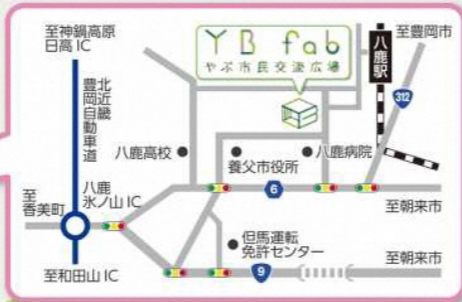 至神鍋高原
日高IC
YB fab
やぶ市民交流広場
至豊岡市
八鹿駅
312
北近畿
豊岡自動車道
八鹿高校
養父市役所
八鹿病院
至
香美町
八鹿
氷ノ山IC
6
至朝来市
但馬運転
免許センター
至朝来市
至和田山IC
9